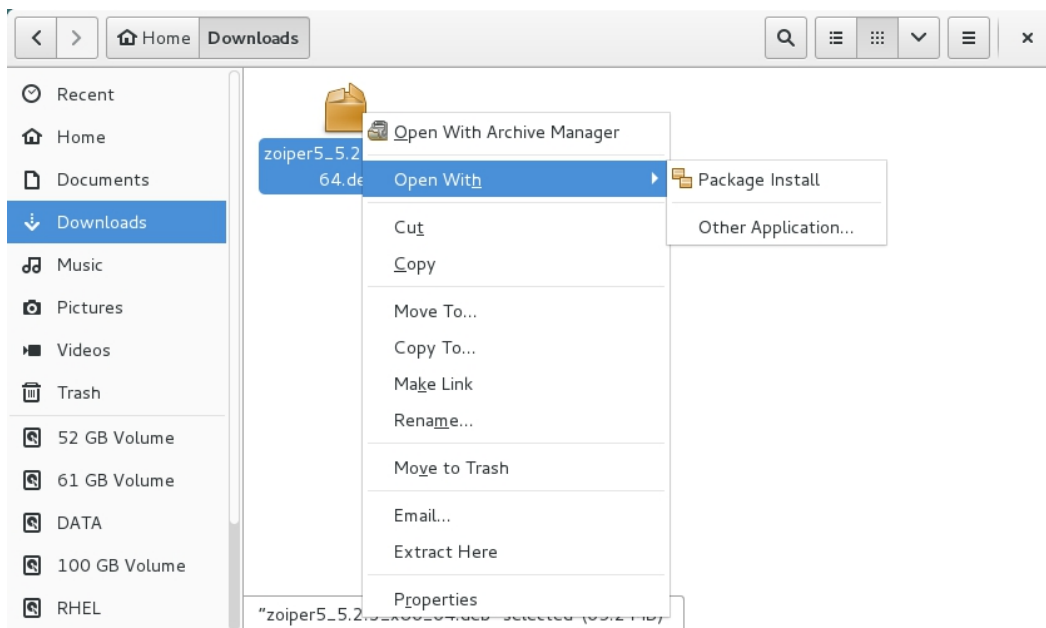 Home Downloads
Recent
Home
Documents
Downloads
Music
Pictures
Videos
Trash
52 GB Volume
61 GB Volume
DATA
100 GB Volume
RHEL
zoiper5_5.2
64.de
Open With Archive Manager
Open With
Cut
Copy
Move To...
Copy To...
Make Link
Rename...
Move to Trash
Email...
Extract Here
Properties
Package Install
Other Application...
"zoiper5_5.2.